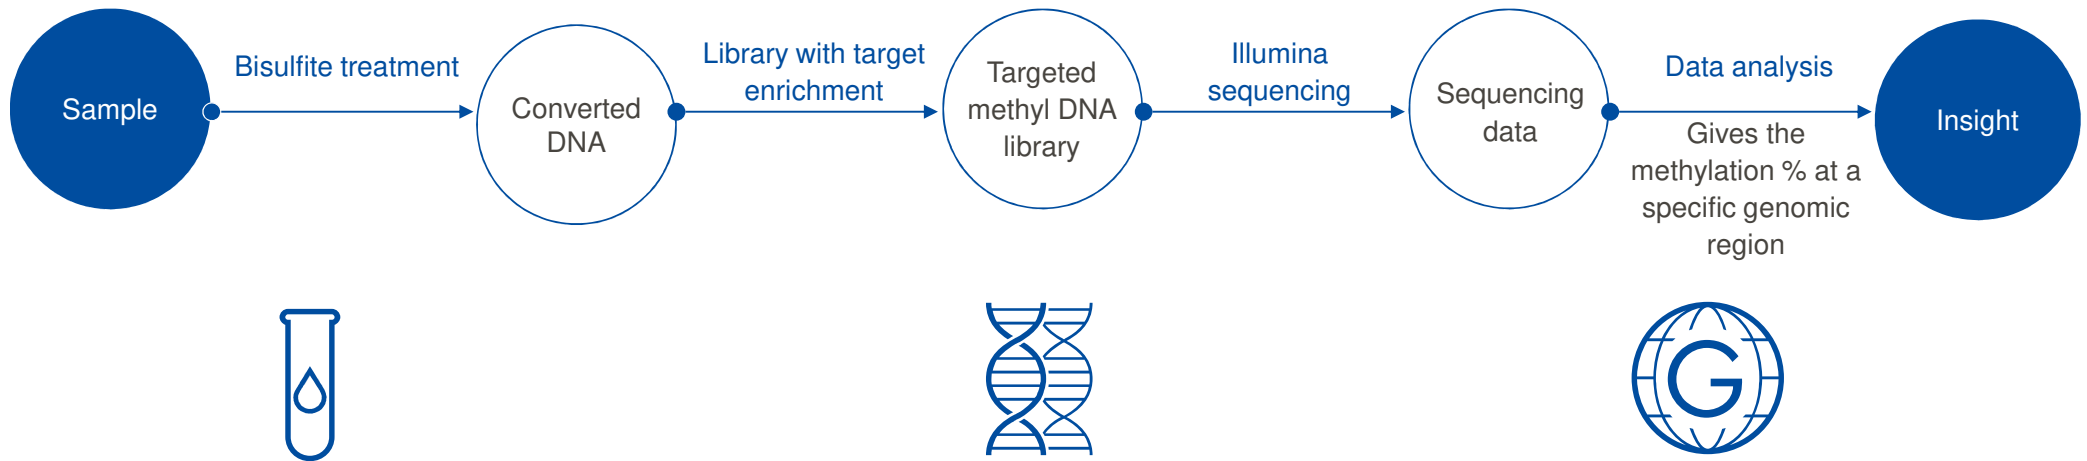 Sample
Bisulfite treatment
Converted
DNA
Library with target
enrichment
Targeted
methyl DNA
library
Illumina
sequencing
Sequencing
data
Data analysis
Gives the
methylation % at a
specific genomic
region
Insight
G